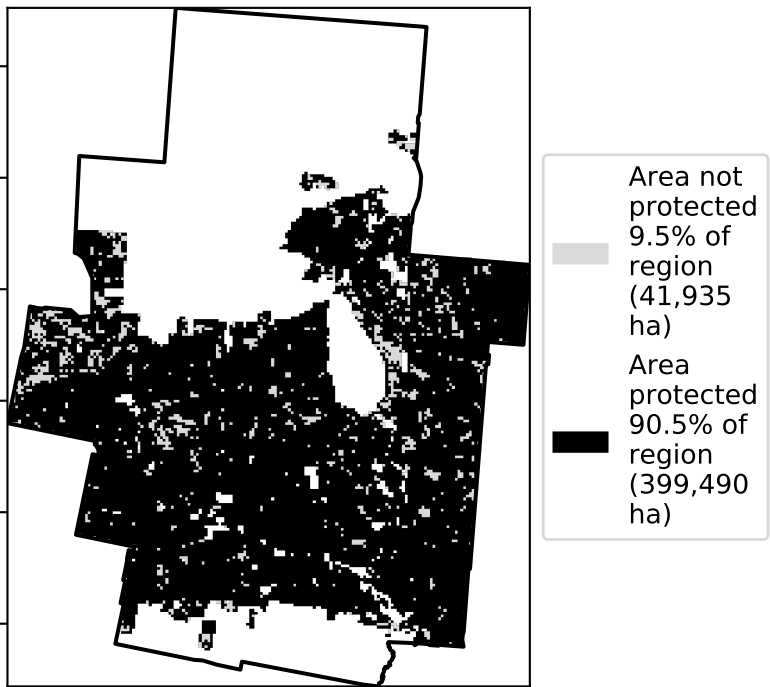 Area not
protected
9.5% of
region
(41,935
ha)
Area
protected
90.5% of
region
(399,490
ha)